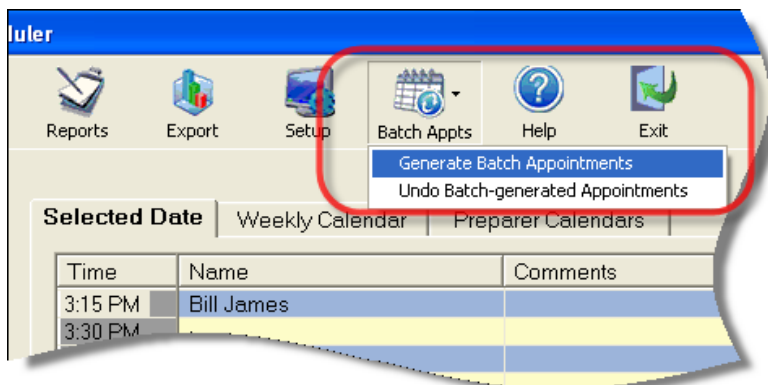 luler
Reports Export Setup Batch Appts Help Exit
Generate Batch Appointments
Undo Batch-generated Appointments
Selected Date Weekly Calendar Preparer Calendars
Time Name Comments
3:15 PM Bill James
3:30 PM